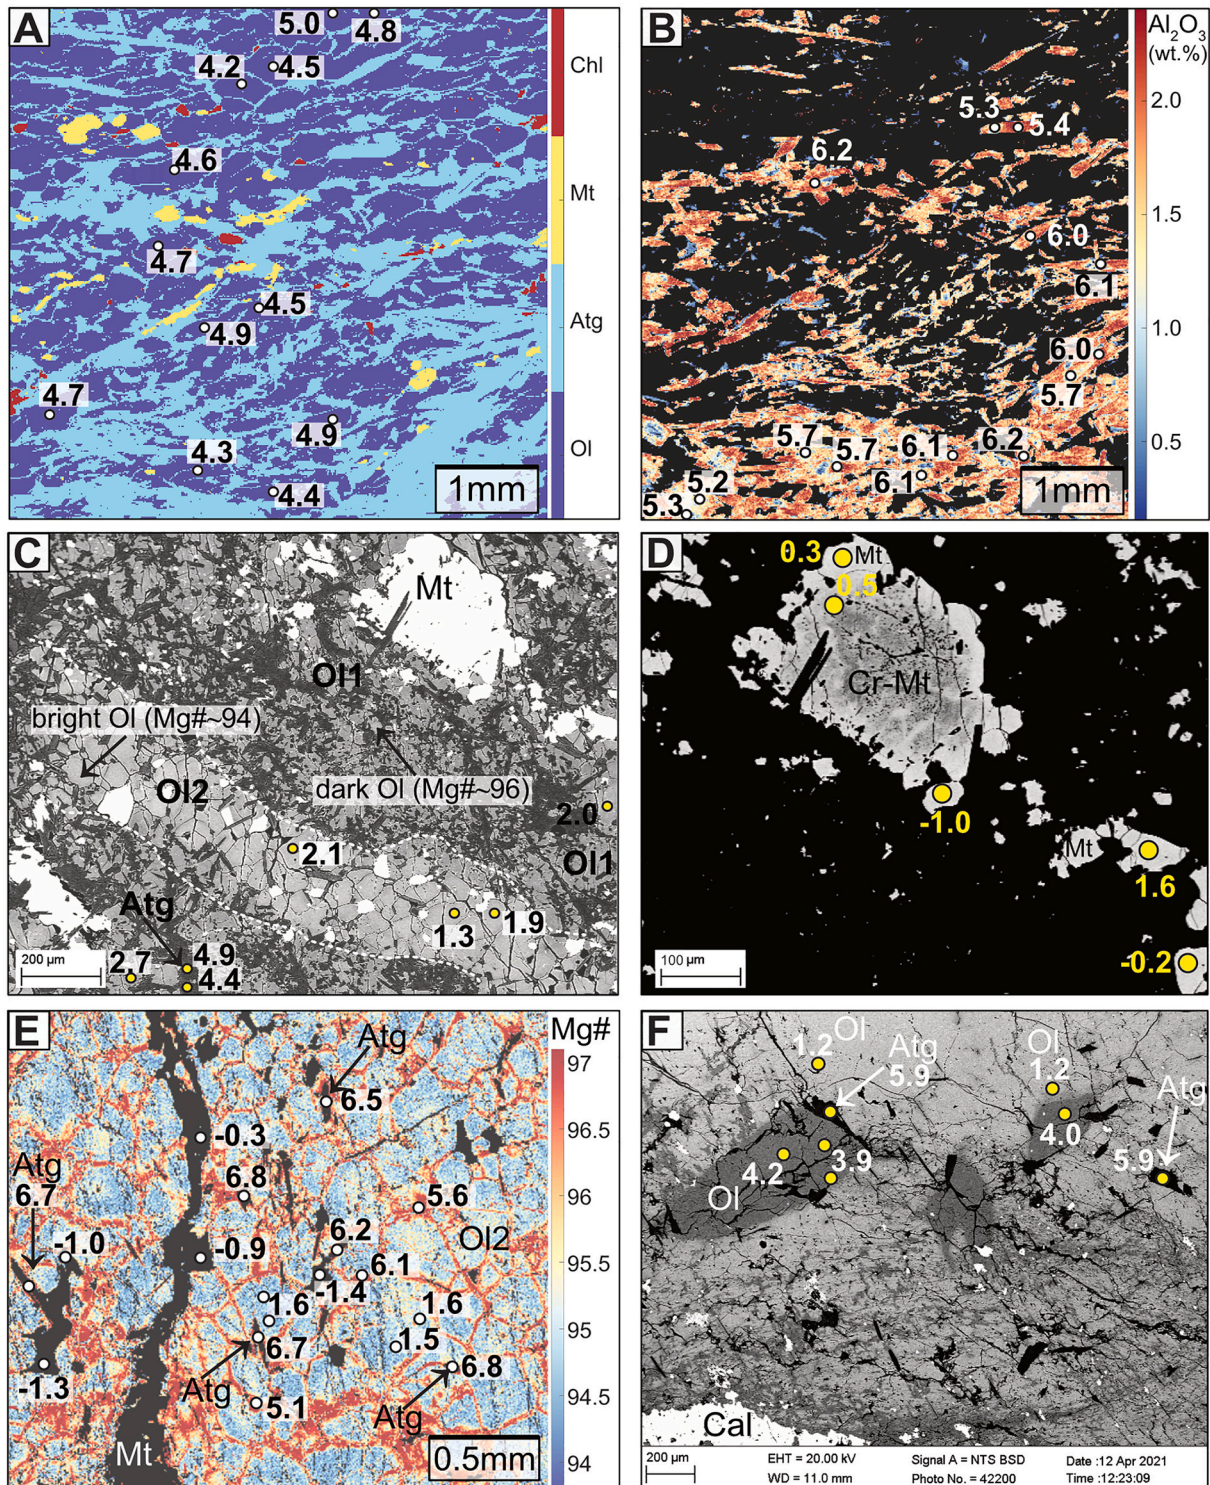 A
5.0
4.8
4.5
4.2
4.6
4.7
4.5
4.9
4.7
4.9
4.3
4.4
1mm
Chl
Mt
Atg
Ol
B
Al2O3
(wt.%)
2.0
1.5
1.0
0.5
5.3
5.4
6.2
6.0
6.1
6.0
5.7
5.7
5.7
6.1
6.2
6.1
5.2
5.3
1mm
C
Mt
Ol1
bright Ol (Mg#~94)
Ol2
dark Ol (Mg#~96)
2.0
Ol1
2.1
Atg
1.3
1.9
4.9
2.7
4.4
200 µm
D
0.3
Mt
0.5
Cr-Mt
-1.0
Mt
1.6
-0.2
100 µm
E
Mg#
97
96.5
96
95.5
95
94.5
94
Atg
6.5
-0.3
Atg
6.7
6.8
5.6
Ol2
-1.0
-0.9
6.2
6.1
-1.4
1.6
1.6
1.5
6.7
Atg
6.8
-1.3
5.1
Atg
Mt
0.5mm
F
1.2
Ol
Atg
5.9
Ol
1.2
Atg
4.0
4.2
3.9
5.9
Ol
Cal
200 µm
EHT = 20.00 kV
Signal A = NTS BSD
Date :12 Apr 2021
WD = 11.0 mm
Photo No. = 42200
Time :12:23:09